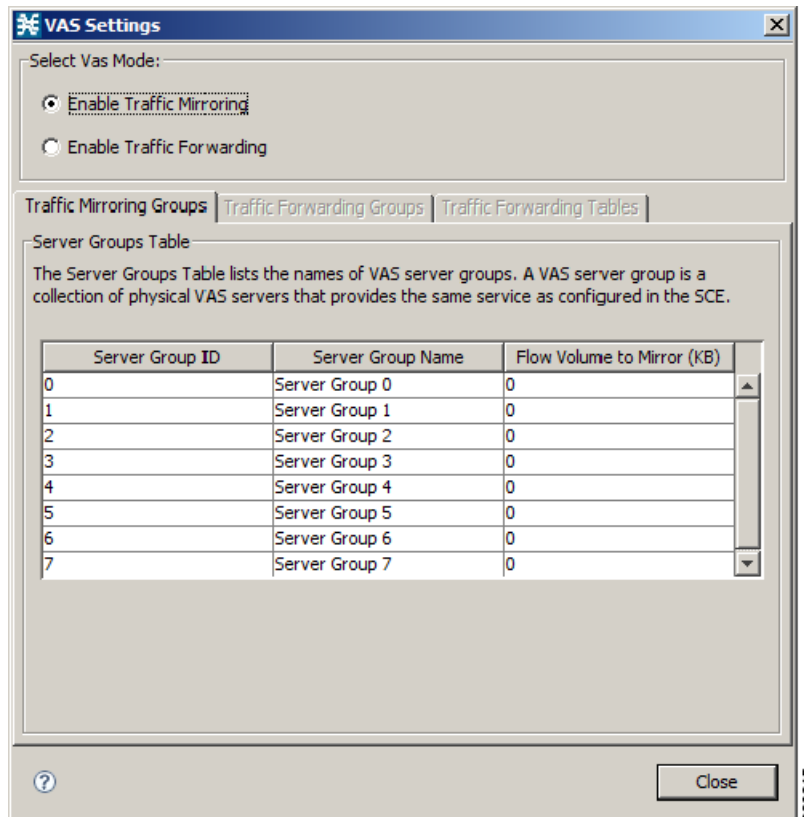 VAS Settings
Select Vas Mode:
Enable Traffic Mirroring
Enable Traffic Forwarding
Traffic Mirroring Groups Traffic Forwarding Groups Traffic Forwarding Tables
Server Groups Table
The Server Groups Table lists the names of VAS server groups. A VAS server group is a
collection of physical VAS servers that provides the same service as configured in the SCE.
Server Group ID Server Group Name Flow Volume to Mirror (KB)
0 Server Group 0 0
1 Server Group 1 0
2 Server Group 2 0
3 Server Group 3 0
4 Server Group 4 0
5 Server Group 5 0
6 Server Group 6 0
7 Server Group 7 0
? Close